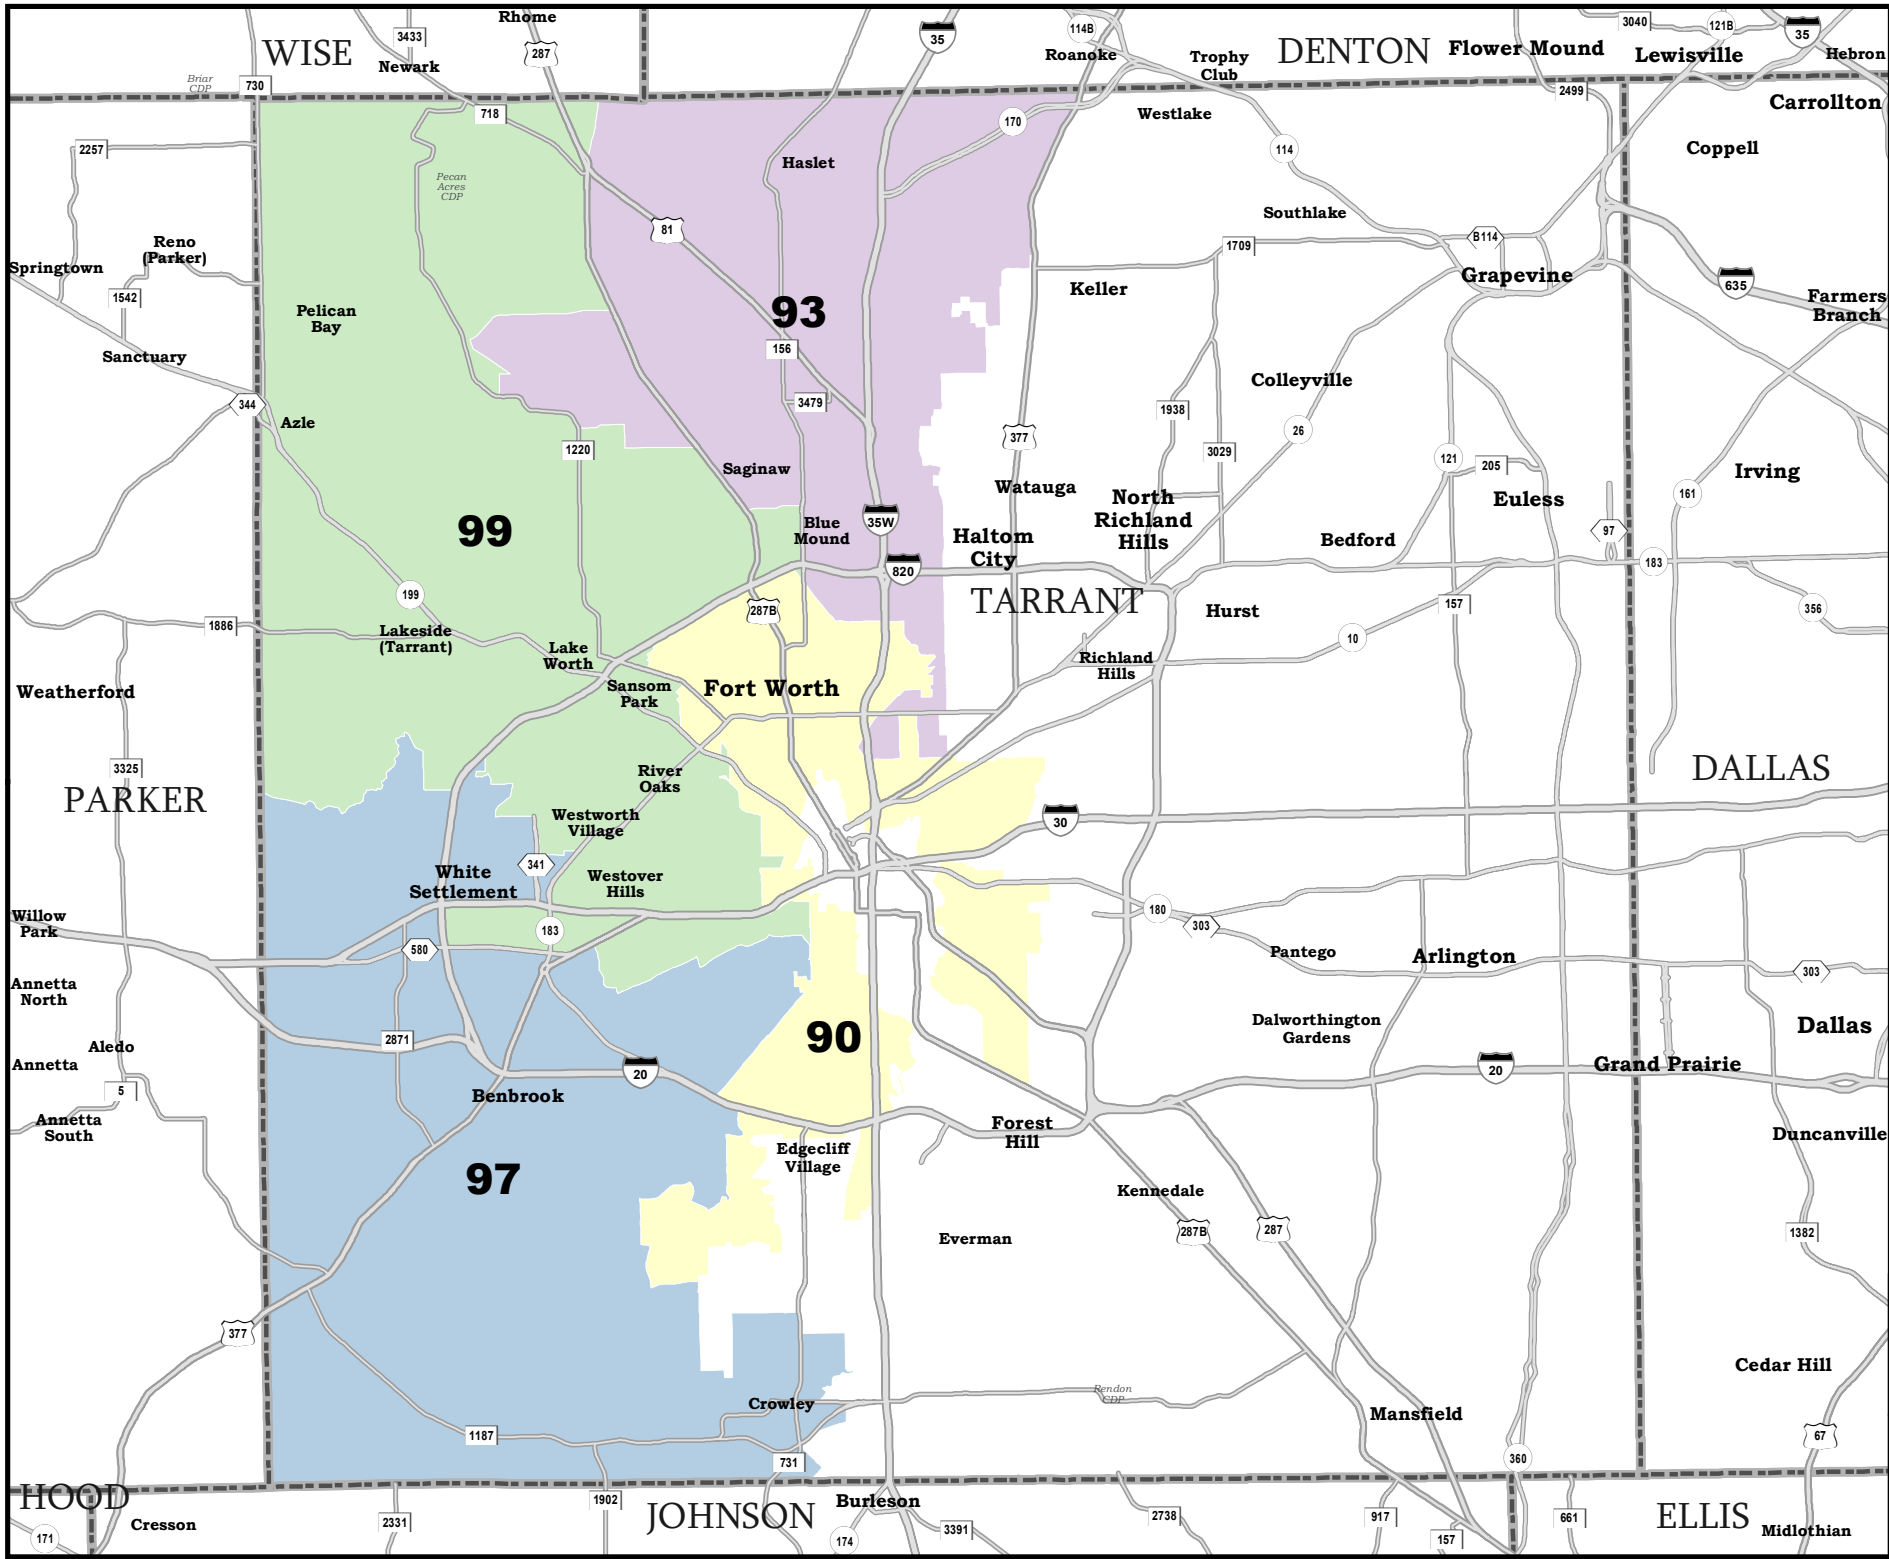 Rhome
WISE
3433
Newark
287
35
114B
Roanoke
Trophy
Club
DENTON
Flower Mound
3040
121B
Lewisville
35
Hebron
Briar
CDP
730
718
170
Westlake
2499
Carrollton
2257
Pecan
Acres
CDP
Haslet
114
Coppell
81
Southlake
1709
B114
Reno
(Parker)
Springtown
1542
Grapevine
635
Farmers
Branch
Keller
Pelican
Bay
93
156
Sanctuary
344
Azle
3479
Colleyville
1938
26
377
3029
1220
Saginaw
121
205
Irving
161
Watauga
North
Richland
Hills
Euless
99
Blue
Mound
35W
Haltom
City
Bedford
97
820
183
199
287B
TARRANT
Hurst
157
356
1886
Lakeside
(Tarrant)
10
Lake
Worth
Richland
Hills
Weatherford
Sansom
Park
Fort Worth
3325
PARKER
River
Oaks
DALLAS
Westworth
Village
30
341
White
Settlement
Westover
Hills
Willow
Park
183
180
303
580
Pantego
Arlington
303
Annetta
North
Dalworthington
Gardens
Dallas
2871
90
Aledo
Annetta
20
20
Grand Prairie
5
Benbrook
Annetta
South
Forest
Hill
Duncanville
Edgecliff
Village
97
Kennedale
287B
287
1382
Everman
377
Cedar Hill
Rendon
CDP
Crowley
Mansfield
1187
67
731
360
HOOD
1902
JOHNSON
Burleson
2331
Cresson
171
174
3391
2738
917
157
661
ELLIS
Midlothian